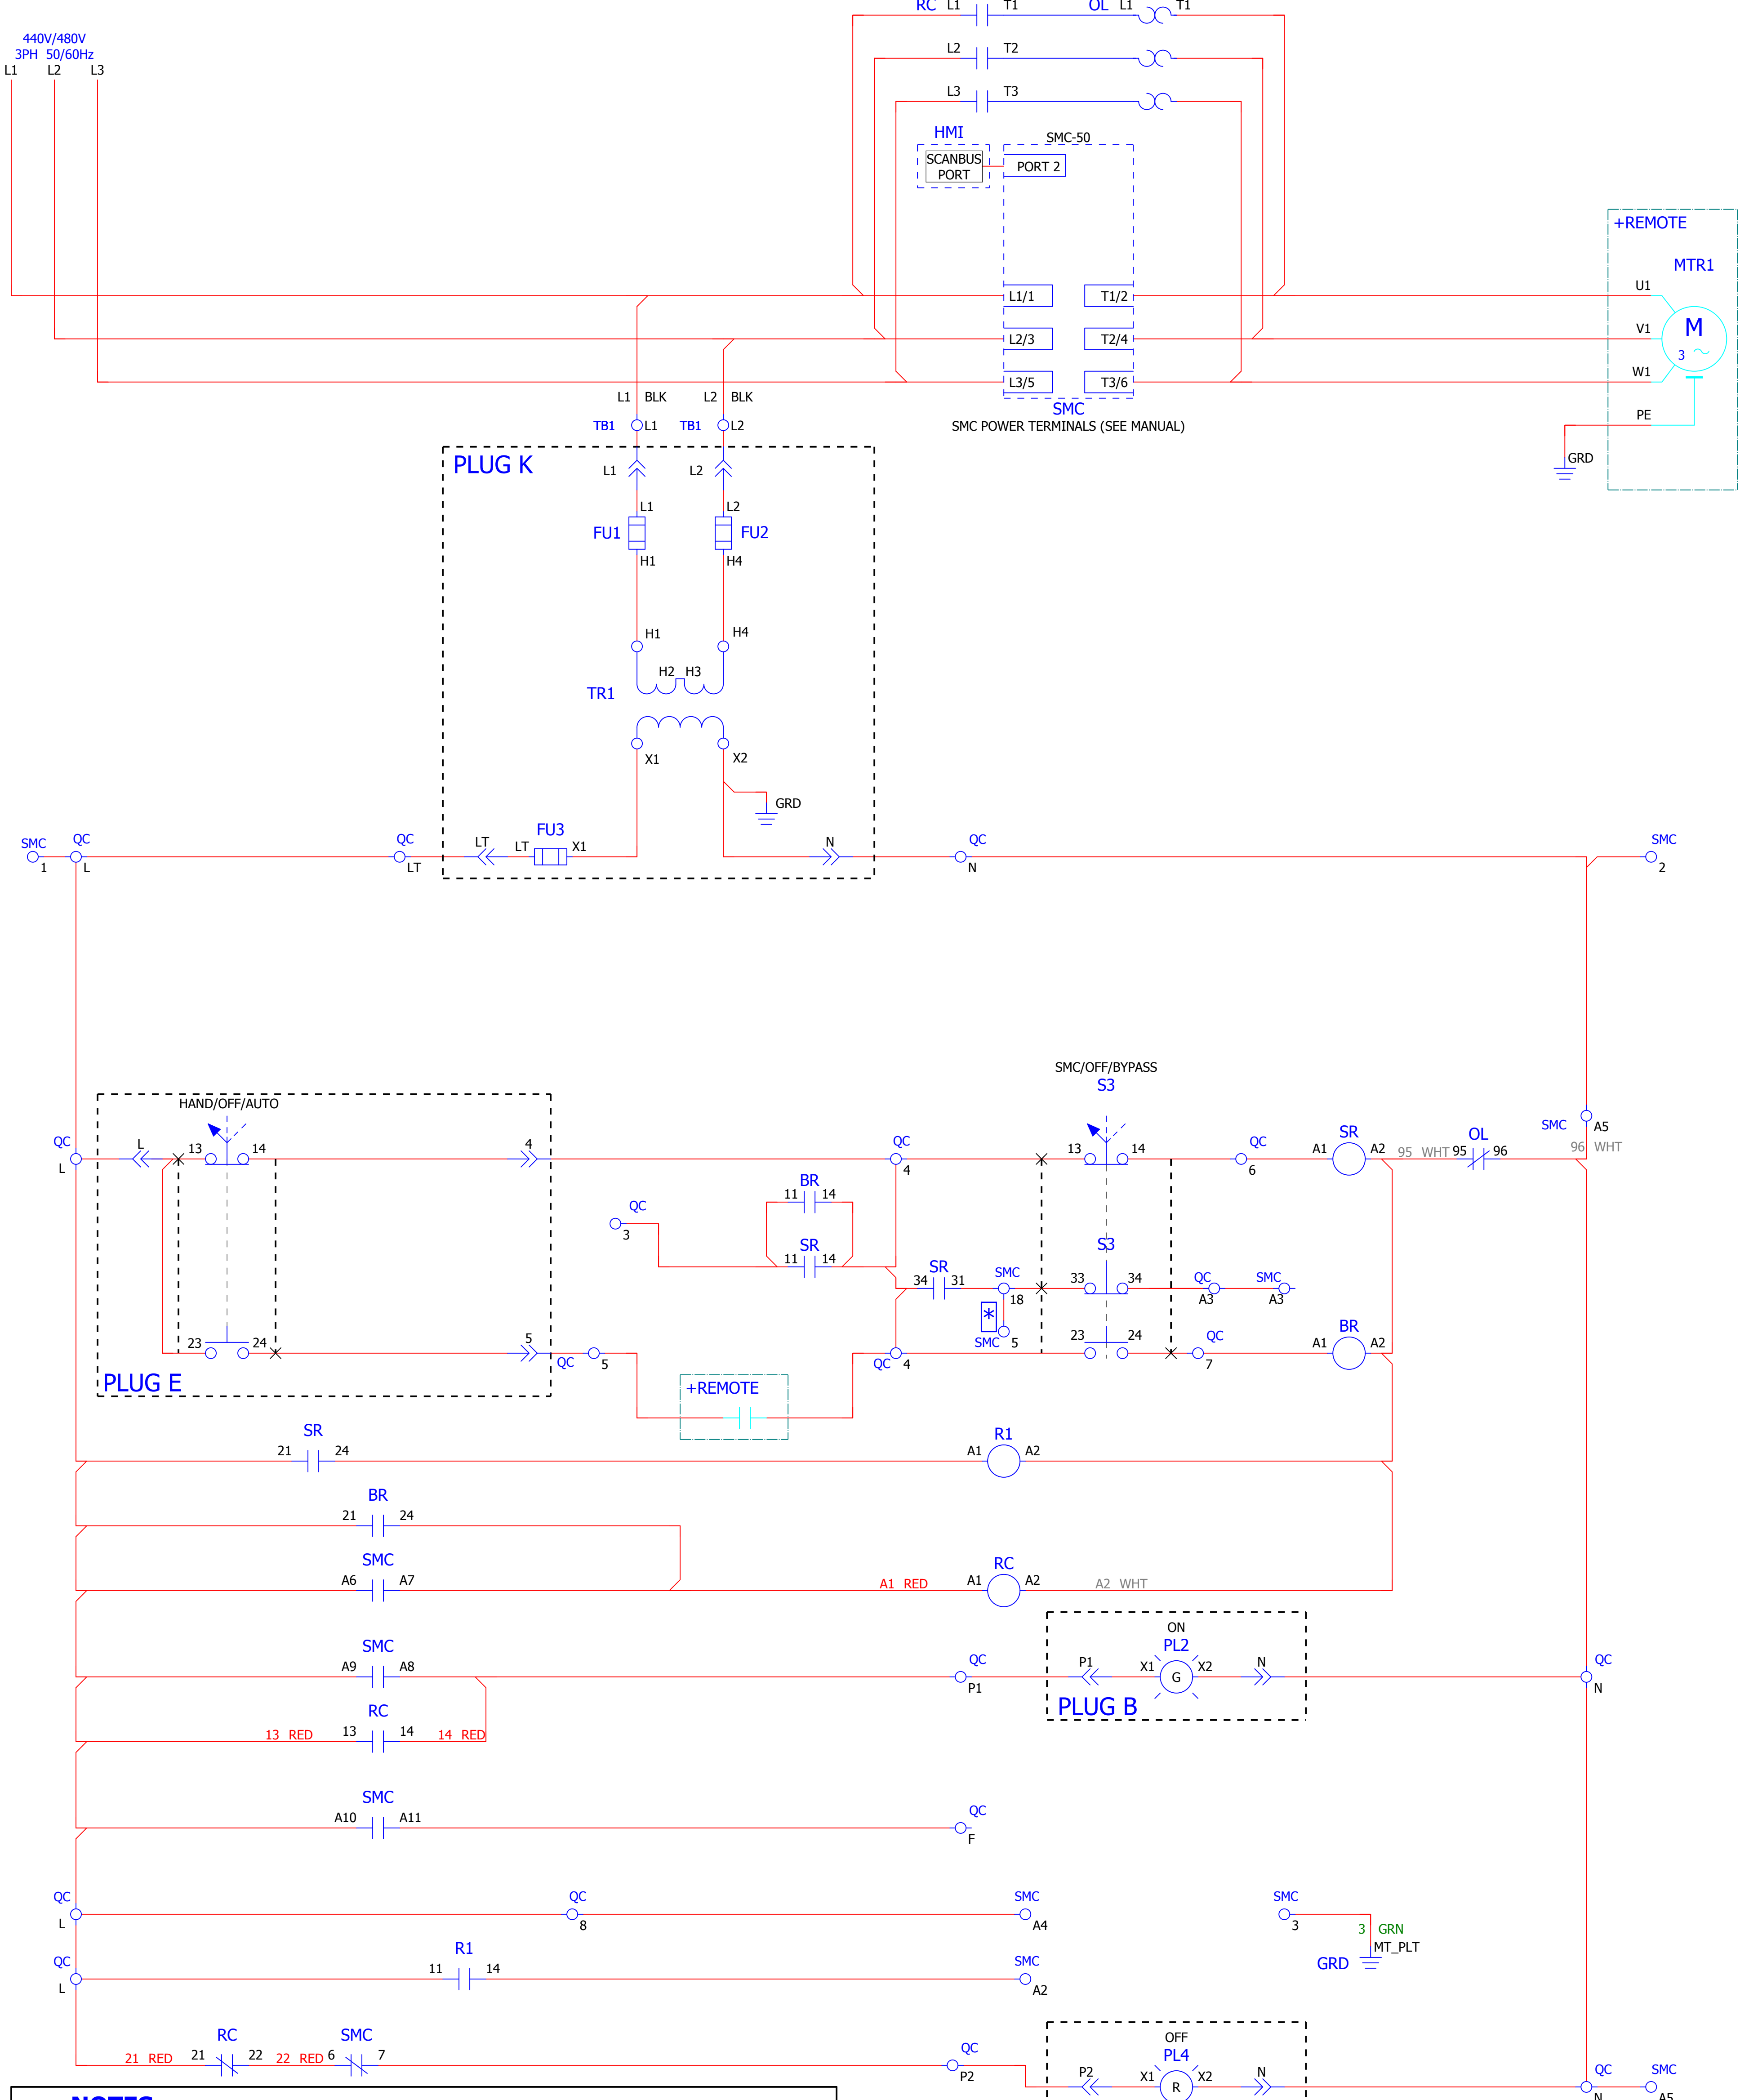 RC L1 T1 OL L1 T1
440V/480V
3PH 50/60Hz
L1 L2 L3
L2 T2
L3 T3
HMI
SMC-50
SCANBUS
PORT
PORT 2
+REMOTE
MTR1
U1
L1/1 T1/2
V1
M
3
L2/3 T2/4
W1
L3/5 T3/6
L1 BLK L2 BLK
SMC
PE
TB1 L1 TB1 L2
SMC POWER TERMINALS (SEE MANUAL)
GRD
PLUG K
L1 L2
L1 L2
FU1 FU2
H1 H4
H1 H4
H2 H3
TR1
X1 X2
GRD
SMC QC QC LT LT FU3 X1 N QC SMC
1 L LT N 2
SMC/OFF/BYPASS
S3
HAND/OFF/AUTO
SMC A5
QC L 13 14 4 QC 13 14 QC SR OL
L 4 6 A1 A2 95 WHT 95 96 96 WHT
BR
11 14
QC
3
SR
11 14
S3
SR
34 31 SMC 33 34 QC SMC
18 A3 A3
*
SMC 5
23 24 5 23 24 QC BR
QC 5 QC 4 7 A1 A2
PLUG E
+REMOTE
SR R1
21 24 A1 A2
BR
21 24
SMC RC
A6 A7 A1 RED A1 A2 A2 WHT
ON
SMC PL2
A9 A8 QC P1 X1 G X2 N QC
P1 N
PLUG B
RC
13 RED 13 14 14 RED
SMC
A10 A11 QC
F
QC QC SMC SMC
L 8 A4 3
3 GRN
MT_PLT
GRD
QC R1 SMC
L 11 14 A2
RC SMC OFF
21 RED 21 22 22 RED 6 7 QC PL4
P2 P2 X1 R X2 N QC SMC
N A5
NOTES